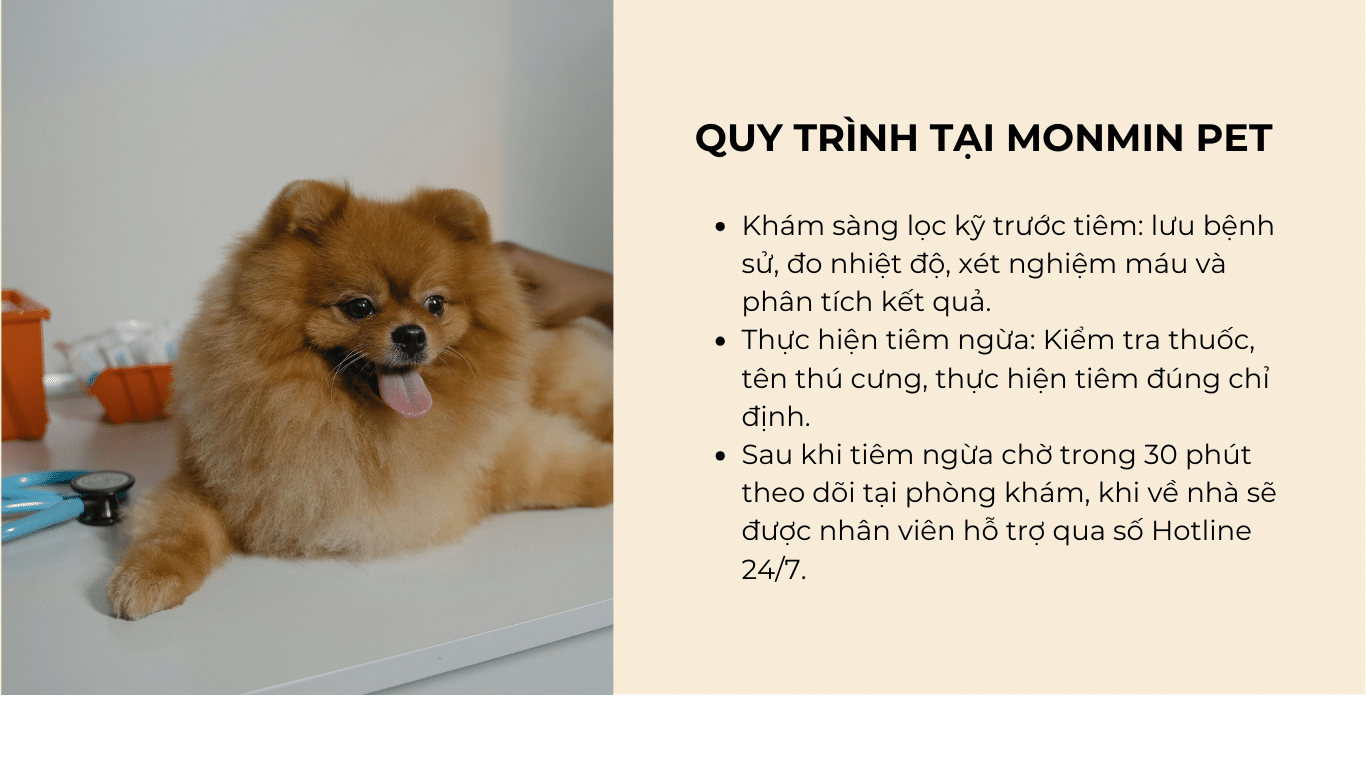 QUY TRÌNH TẠI MONMIN PET
• Khám sàng lọc kỹ trước tiêm: lưu bệnh
sử, đo nhiệt độ, xét nghiệm máu và
phân tích kết quả.
• Thực hiện tiêm ngừa: Kiểm tra thuốc,
tên thú cưng, thực hiện tiêm đúng chỉ
định.
• Sau khi tiêm ngừa chờ trong 30 phút
theo dõi tại phòng khám, khi về nhà sẽ
được nhân viên hỗ trợ qua số Hotline
24/7.